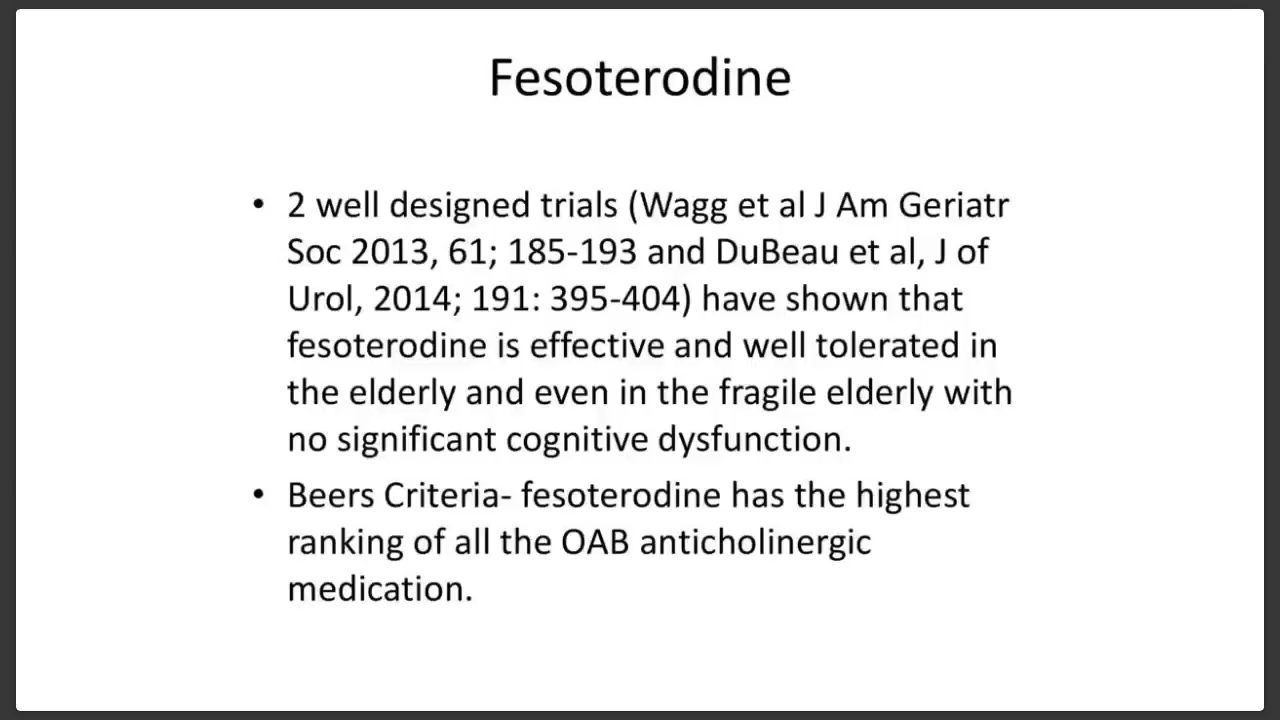 Fesoterodine
• 2 well designed trials (Wagg et al J Am Geriatr
Soc 2013, 61; 185-193 and DuBeau et al, J of
Urol, 2014; 191: 395-404) have shown that
fesoterodine is effective and well tolerated in
the elderly and even in the fragile elderly with
no significant cognitive dysfunction.
• Beers Criteria- fesoterodine has the highest
ranking of all the OAB anticholinergic
medication.